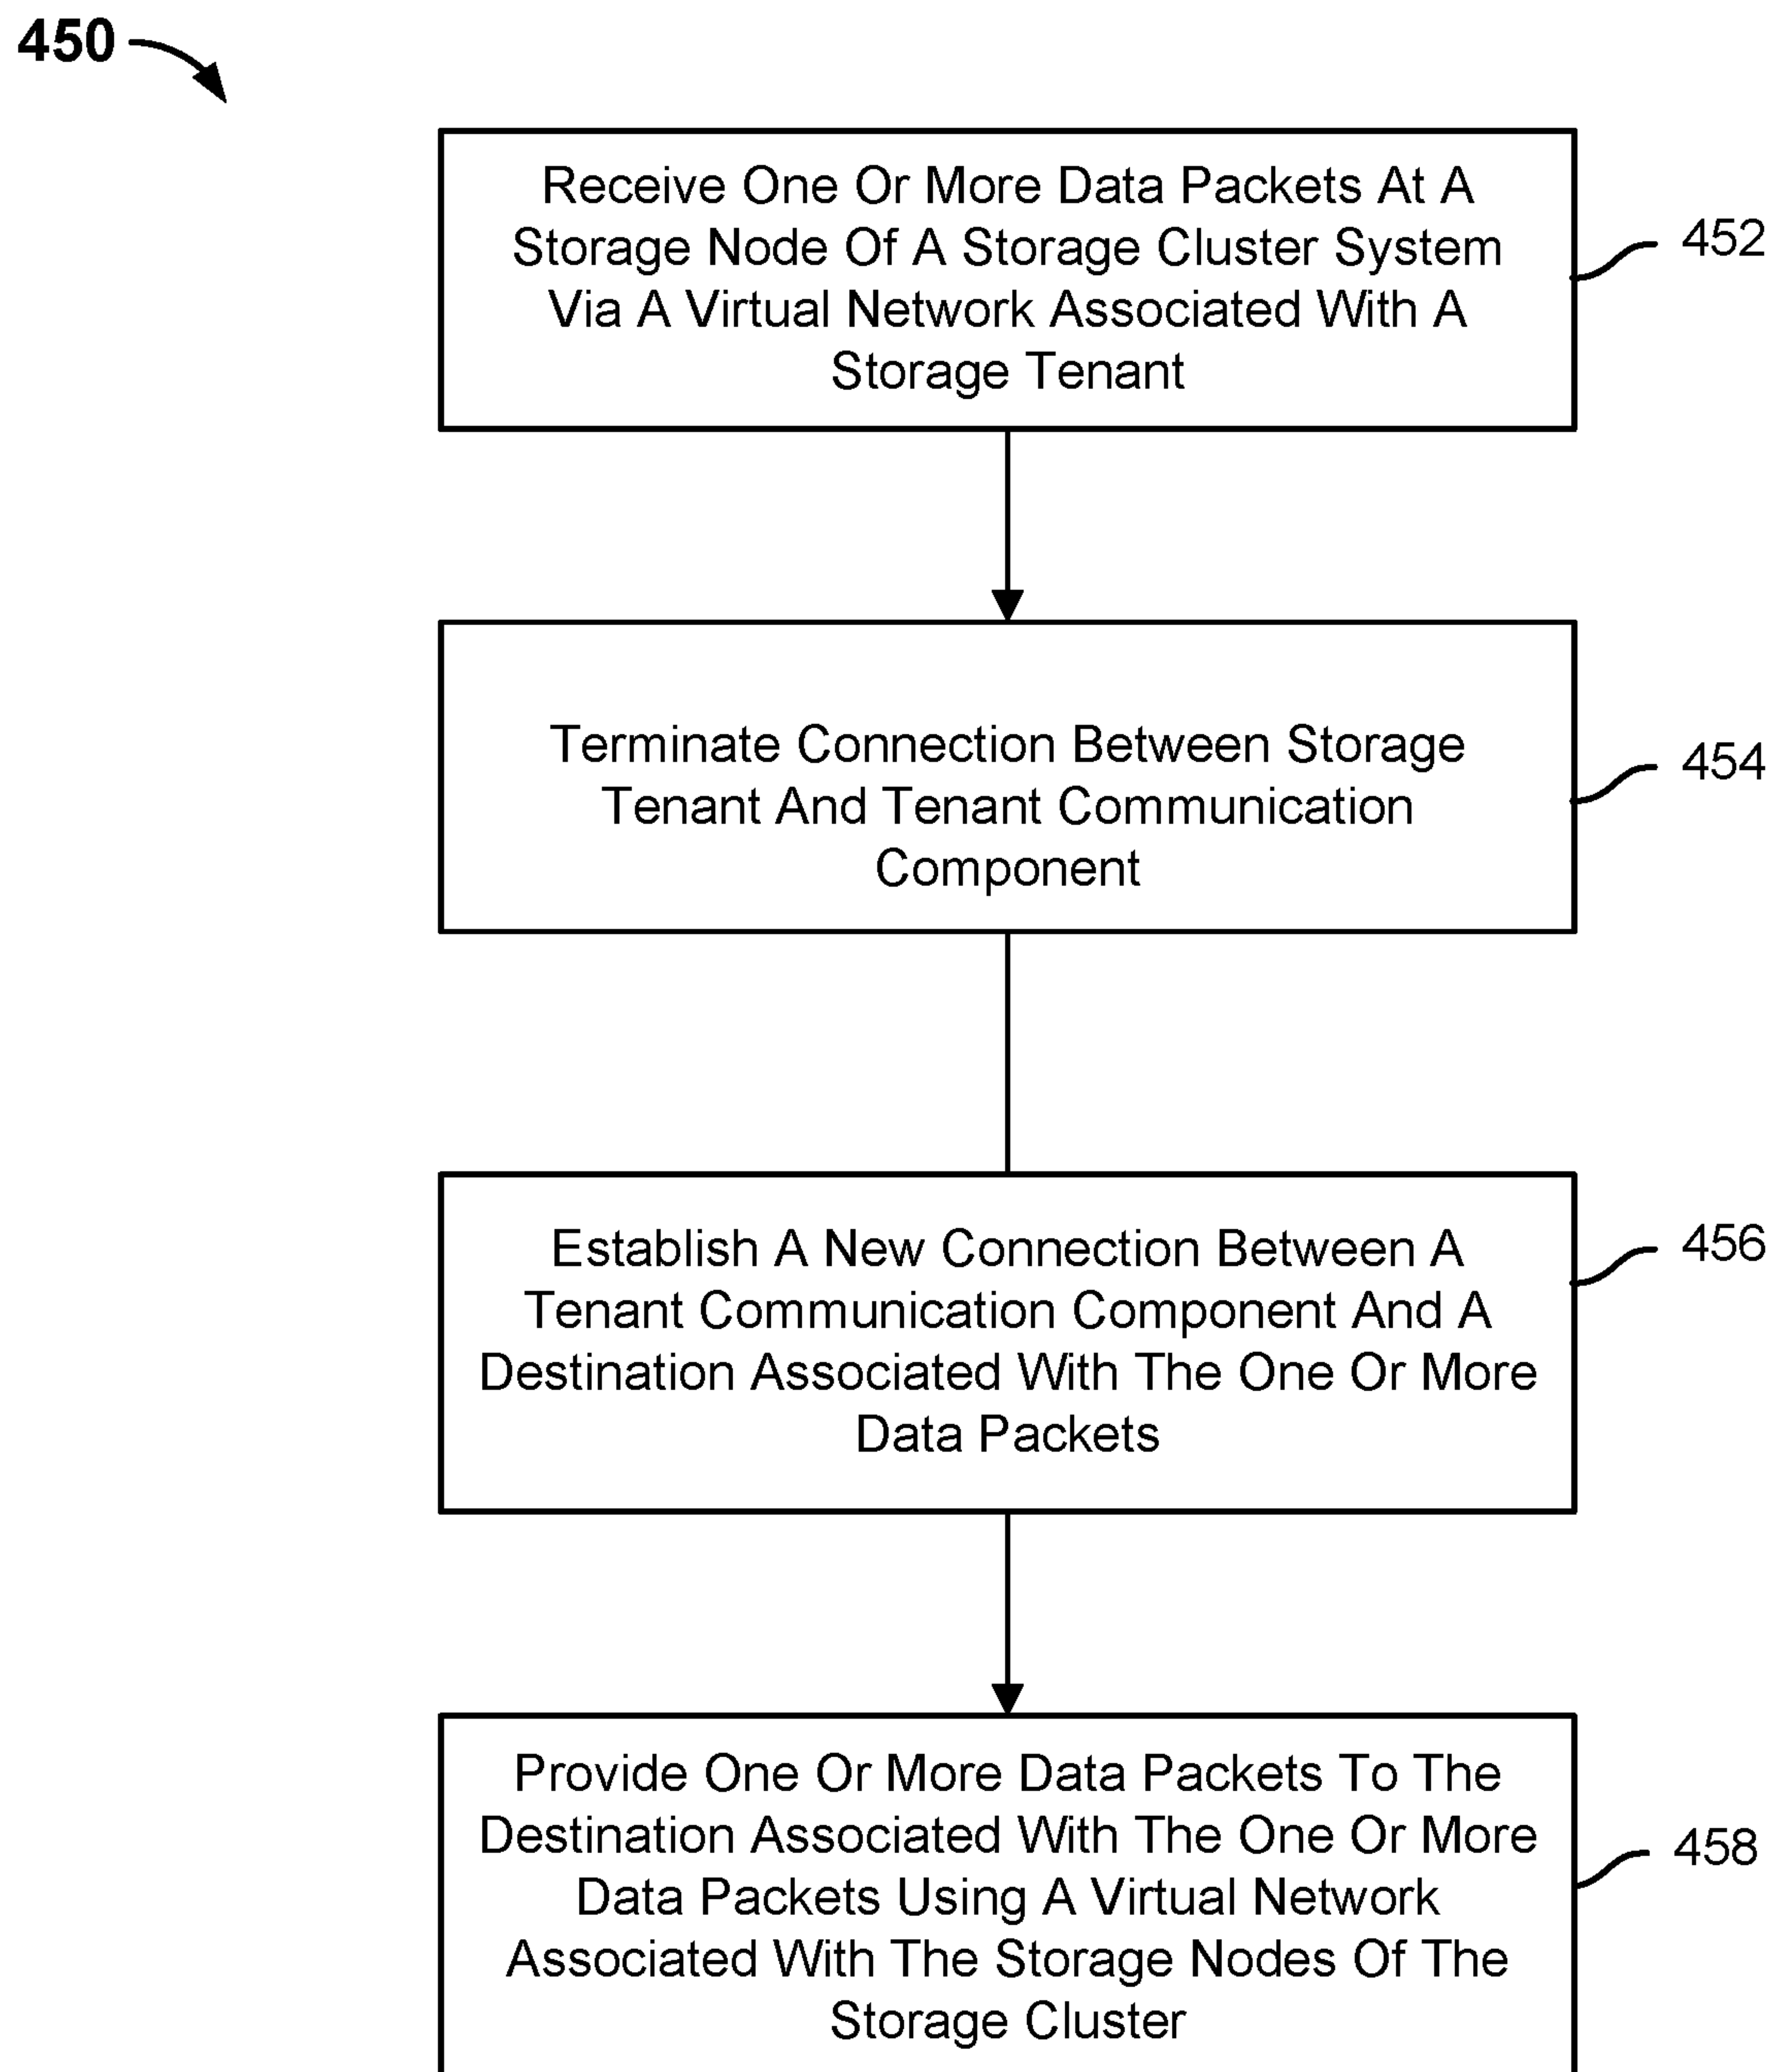 450
Receive One Or More Data Packets At A
Storage Node Of A Storage Cluster System
Via A Virtual Network Associated With A
Storage Tenant
452
Terminate Connection Between Storage
Tenant And Tenant Communication
Component
454
Establish A New Connection Between A
Tenant Communication Component And A
Destination Associated With The One Or More
Data Packets
456
Provide One Or More Data Packets To The
Destination Associated With The One Or More
Data Packets Using A Virtual Network
Associated With The Storage Nodes Of The
Storage Cluster
458